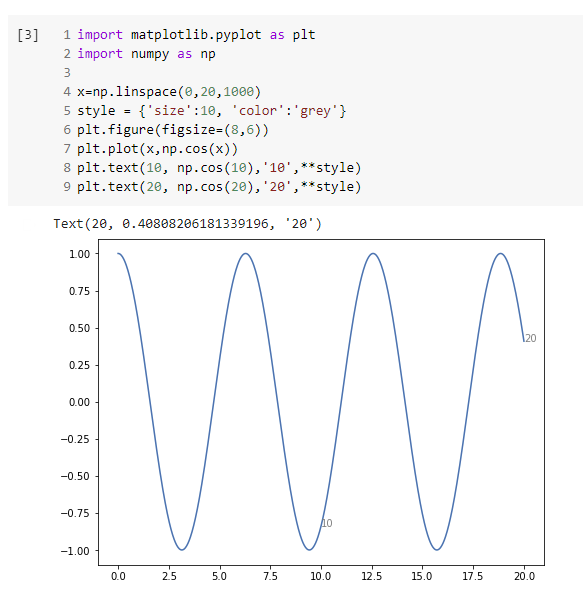 [3]
1 import matplotlib.pyplot as plt
2 import numpy as np
3
4 x=np.linspace(0,20,1000)
5 style = {'size':10, 'color':'grey'}
6 plt.figure(figsize=(8,6))
7 plt.plot(x,np.cos(x))
8 plt.text(10, np.cos(10),'10',**style)
9 plt.text(20, np.cos(20),'20',**style)
Text(20, 0.40808206181339196, '20')
1.00
0.75
0.50
20
0.25
0.00
−0.25
−0.50
−0.75
10
−1.00
0.0 2.5 5.0 7.5 10.0 12.5 15.0 17.5 20.0